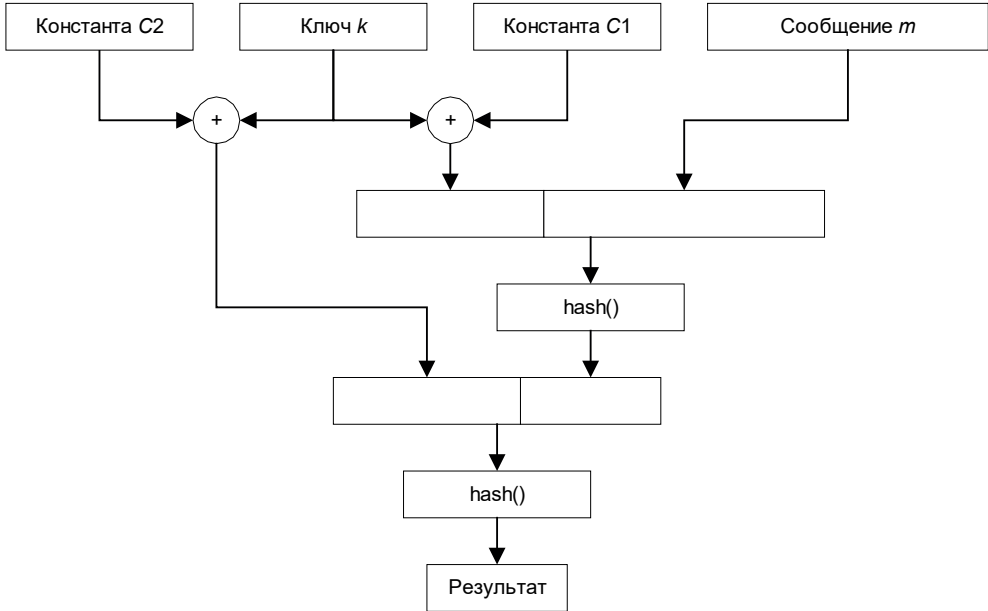 Константа C2
Ключ k
Константа C1
Сообщение m
+
+
hash()
hash()
Результат